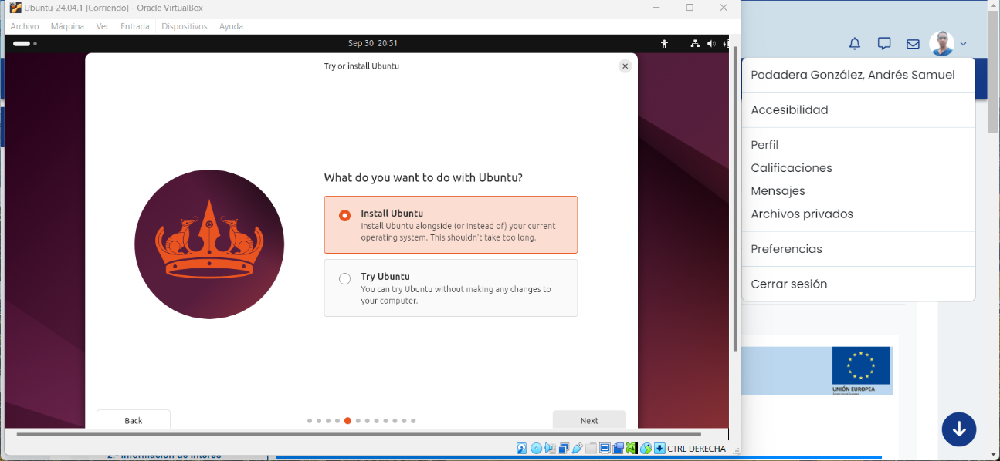 Ubuntu-24.04.1 [Corriendo] - Oracle VirtualBox
Archivo Máquina Ver Entrada Dispositivos Ayuda
Sep 30 20:51
Try or install Ubuntu
What do you want to do with Ubuntu?
Install Ubuntu
Install Ubuntu alongside (or instead of) your current
operating system. This shouldn't take too long.
Try Ubuntu
You can try Ubuntu without making any changes to
your computer.
Back
Next
CTRL DERECHA
Podadera González, Andrés Samuel
Accesibilidad
Perfil
Calificaciones
Mensajes
Archivos privados
Preferencias
Cerrar sesión
UNIÓN EUROPEA
Fondo Social Europeo
2.- Información de interés